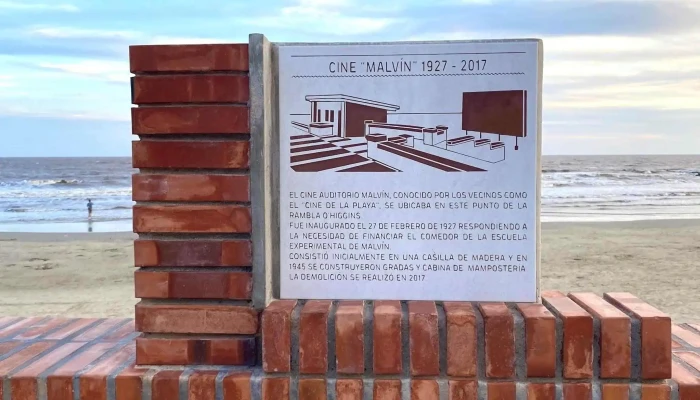 CINE "MALVÍN" 1927 - 2017
EL CINE AUDITORIO MALVÍN, CONOCIDO POR LOS VECINOS COMO
EL "CINE DE LA PLAYA", SE UBICABA EN ESTE PUNTO DE LA
RAMBLA O'HIGGINS.
FUE INAUGURADO EL 27 DE FEBRERO DE 1927 RESPONDIENDO A
LA NECESIDAD DE FINANCIAR EL COMEDOR DE LA ESCUELA
EXPERIMENTAL DE MALVÍN.
CONSISTIÓ INICIALMENTE EN UNA CASILLA DE MADERA Y EN
1945 SE CONSTRUYERON GRADAS Y CABINA DE MAMPOSTERÍA
LA DEMOLICIÓN SE REALIZÓ EN 2017